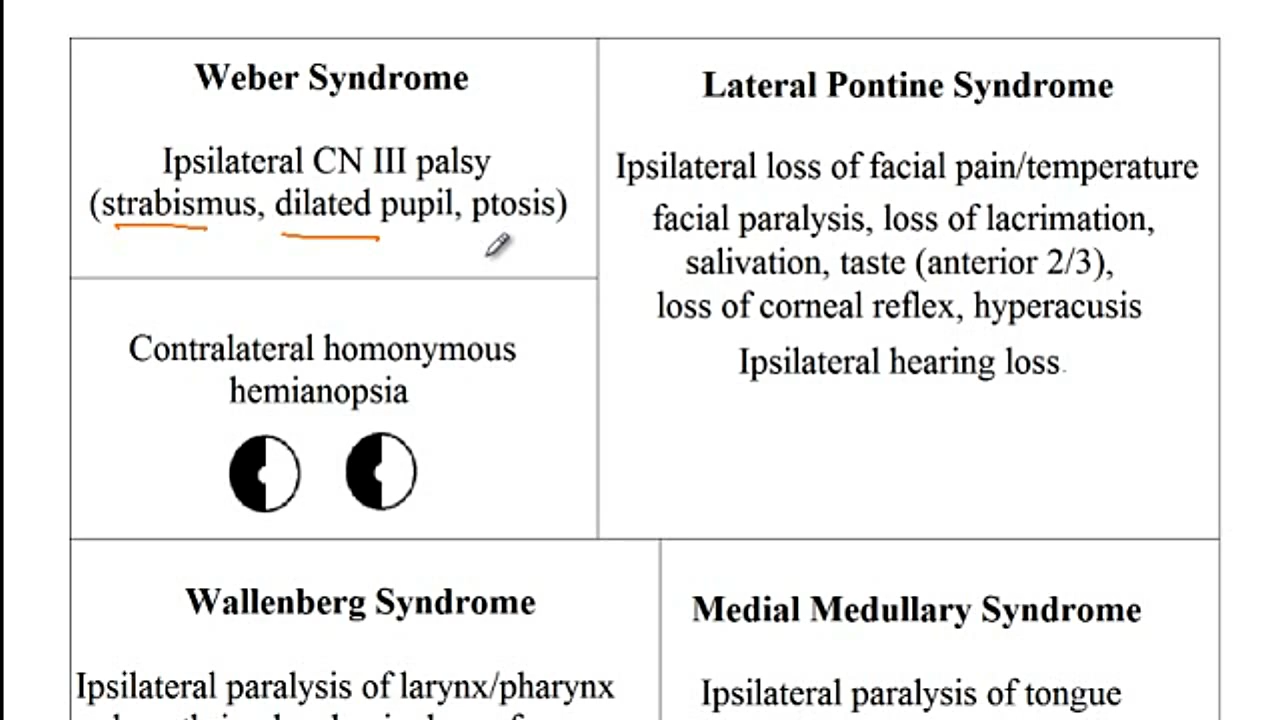 Weber Syndrome
Ipsilateral CN III palsy
(strabismus, dilated pupil, ptosis)
Contralateral homonymous
hemianopsia
Lateral Pontine Syndrome
Ipsilateral loss of facial pain/temperature
facial paralysis, loss of lacrimation,
salivation, taste (anterior 2/3),
loss of corneal reflex, hyperacusis
Ipsilateral hearing loss.
Wallenberg Syndrome
Ipsilateral paralysis of larynx/pharynx
Medial Medullary Syndrome
Ipsilateral paralysis of tongue